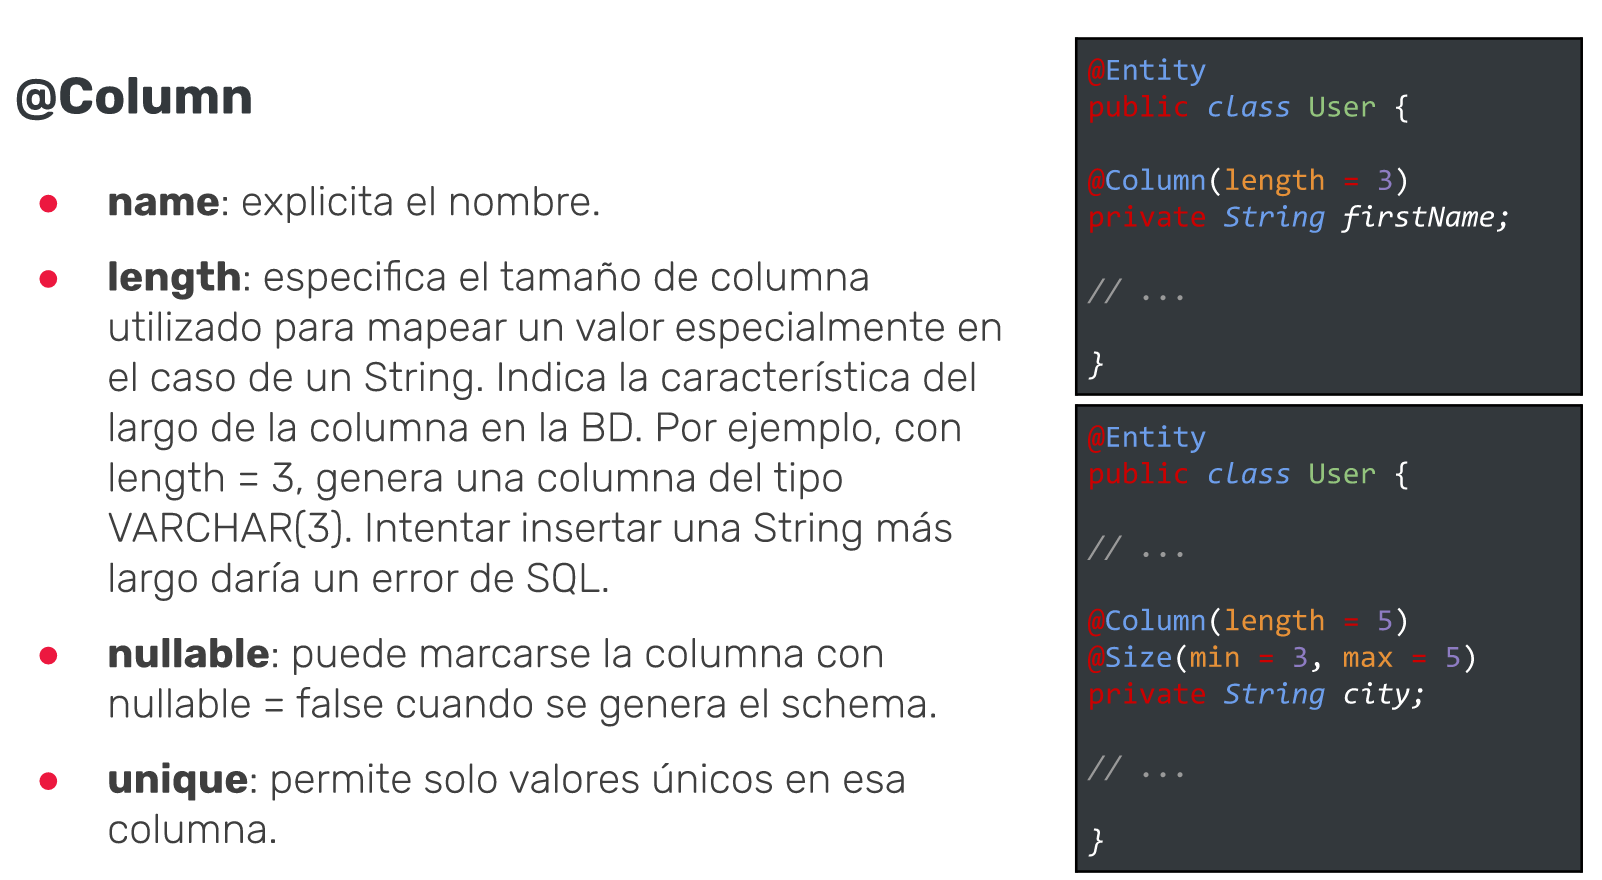 @Column
● name: explicita el nombre.
● length: especifica el tamaño de columna
utilizado para mapear un valor especialmente en
el caso de un String. Indica la característica del
largo de la columna en la BD. Por ejemplo, con
length = 3, genera una columna del tipo
VARCHAR(3). Intentar insertar una String más
largo daría un error de SQL.
● nullable: puede marcarse la columna con
nullable = false cuando se genera el schema.
● unique: permite solo valores únicos en esa
columna.
@Entity
public class User {
@Column(length = 3)
private String firstName;
// ...
}
@Entity
public class User {
// ...
@Column(length = 5)
@Size(min = 3, max = 5)
private String city;
// ...
}